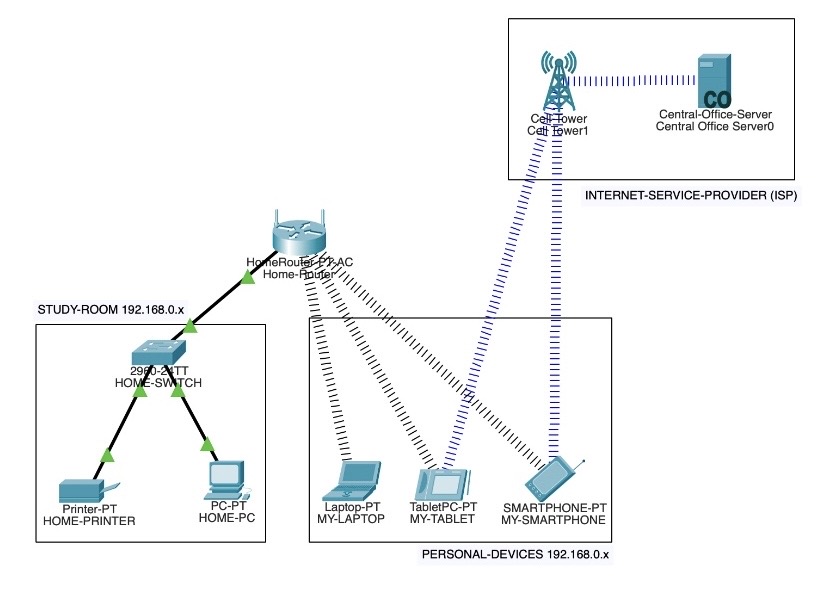 Cell Tower
Cell Tower1
CO
Central-Office-Server
Central Office Server0
INTERNET-SERVICE-PROVIDER (ISP)
HomeRouter-PT-AC
Home-Router
STUDY-ROOM 192.168.0.x
2960-24TT
HOME-SWITCH
Printer-PT
HOME-PRINTER
PC-PT
HOME-PC
Laptop-PT
MY-LAPTOP
TabletPC-PT
MY-TABLET
SMARTPHONE-PT
MY-SMARTPHONE
PERSONAL-DEVICES 192.168.0.x